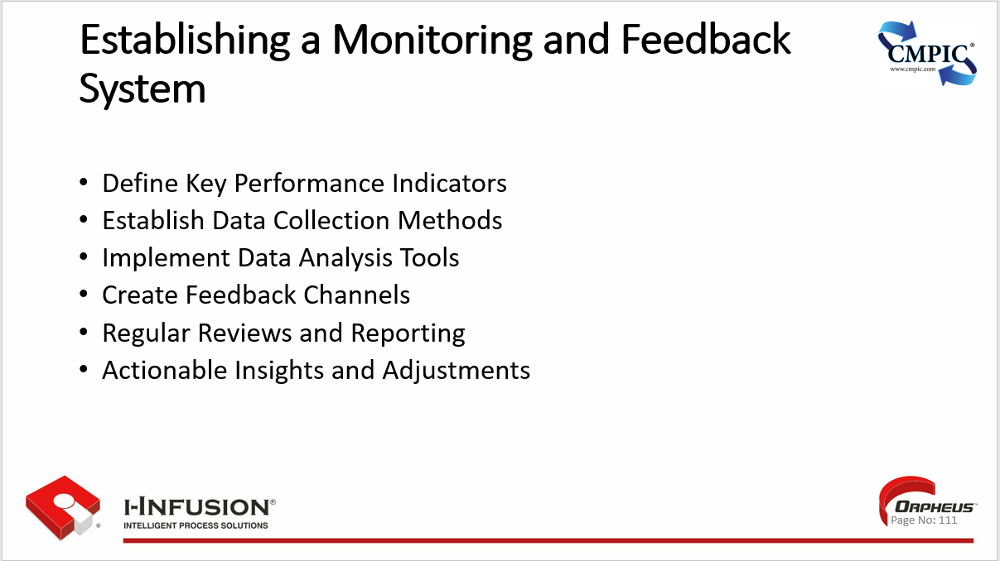 Establishing a Monitoring and Feedback
System
CMPIC®
www.cmpic.com
• Define Key Performance Indicators
• Establish Data Collection Methods
• Implement Data Analysis Tools
• Create Feedback Channels
• Regular Reviews and Reporting
• Actionable Insights and Adjustments
®
I-INFUSION®
INTELLIGENT PROCESS SOLUTIONS
ORPHEUS™
Page No: 111